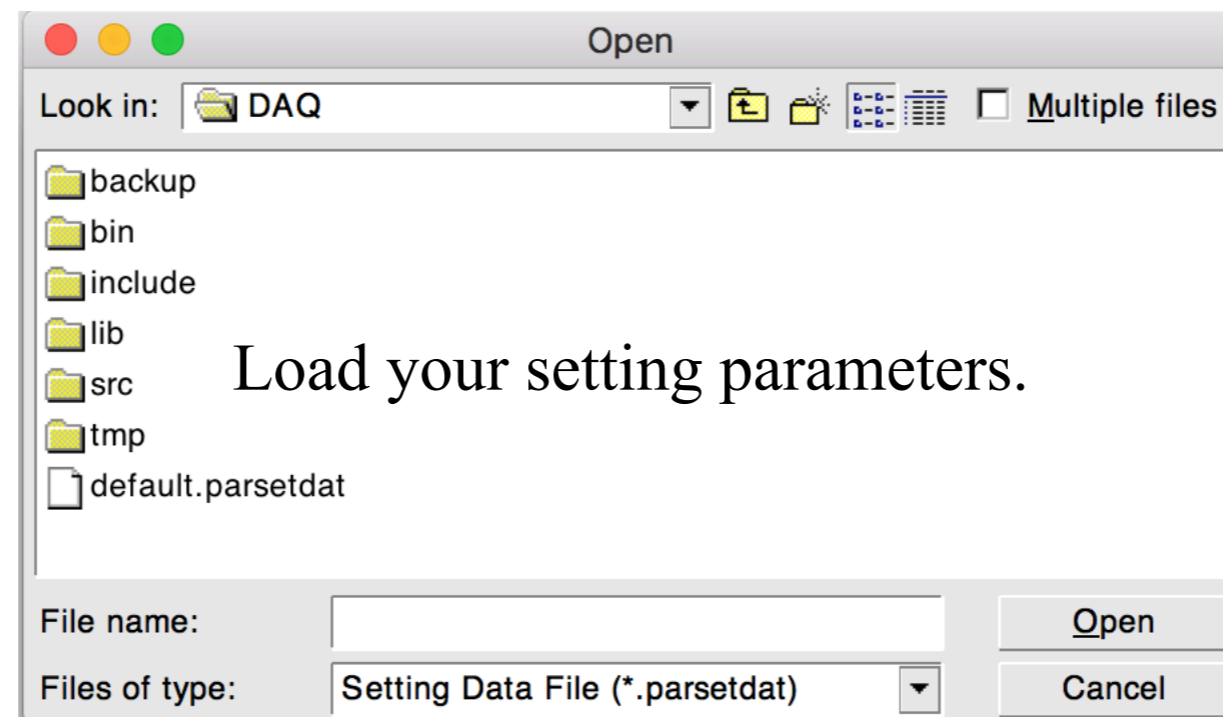 Open
Look in: DAQ Multiple files
backup
bin
include
lib
Load your setting parameters.
src
tmp
default.parsetdat
File name: Open
Files of type: Setting Data File (*.parsetdat) Cancel